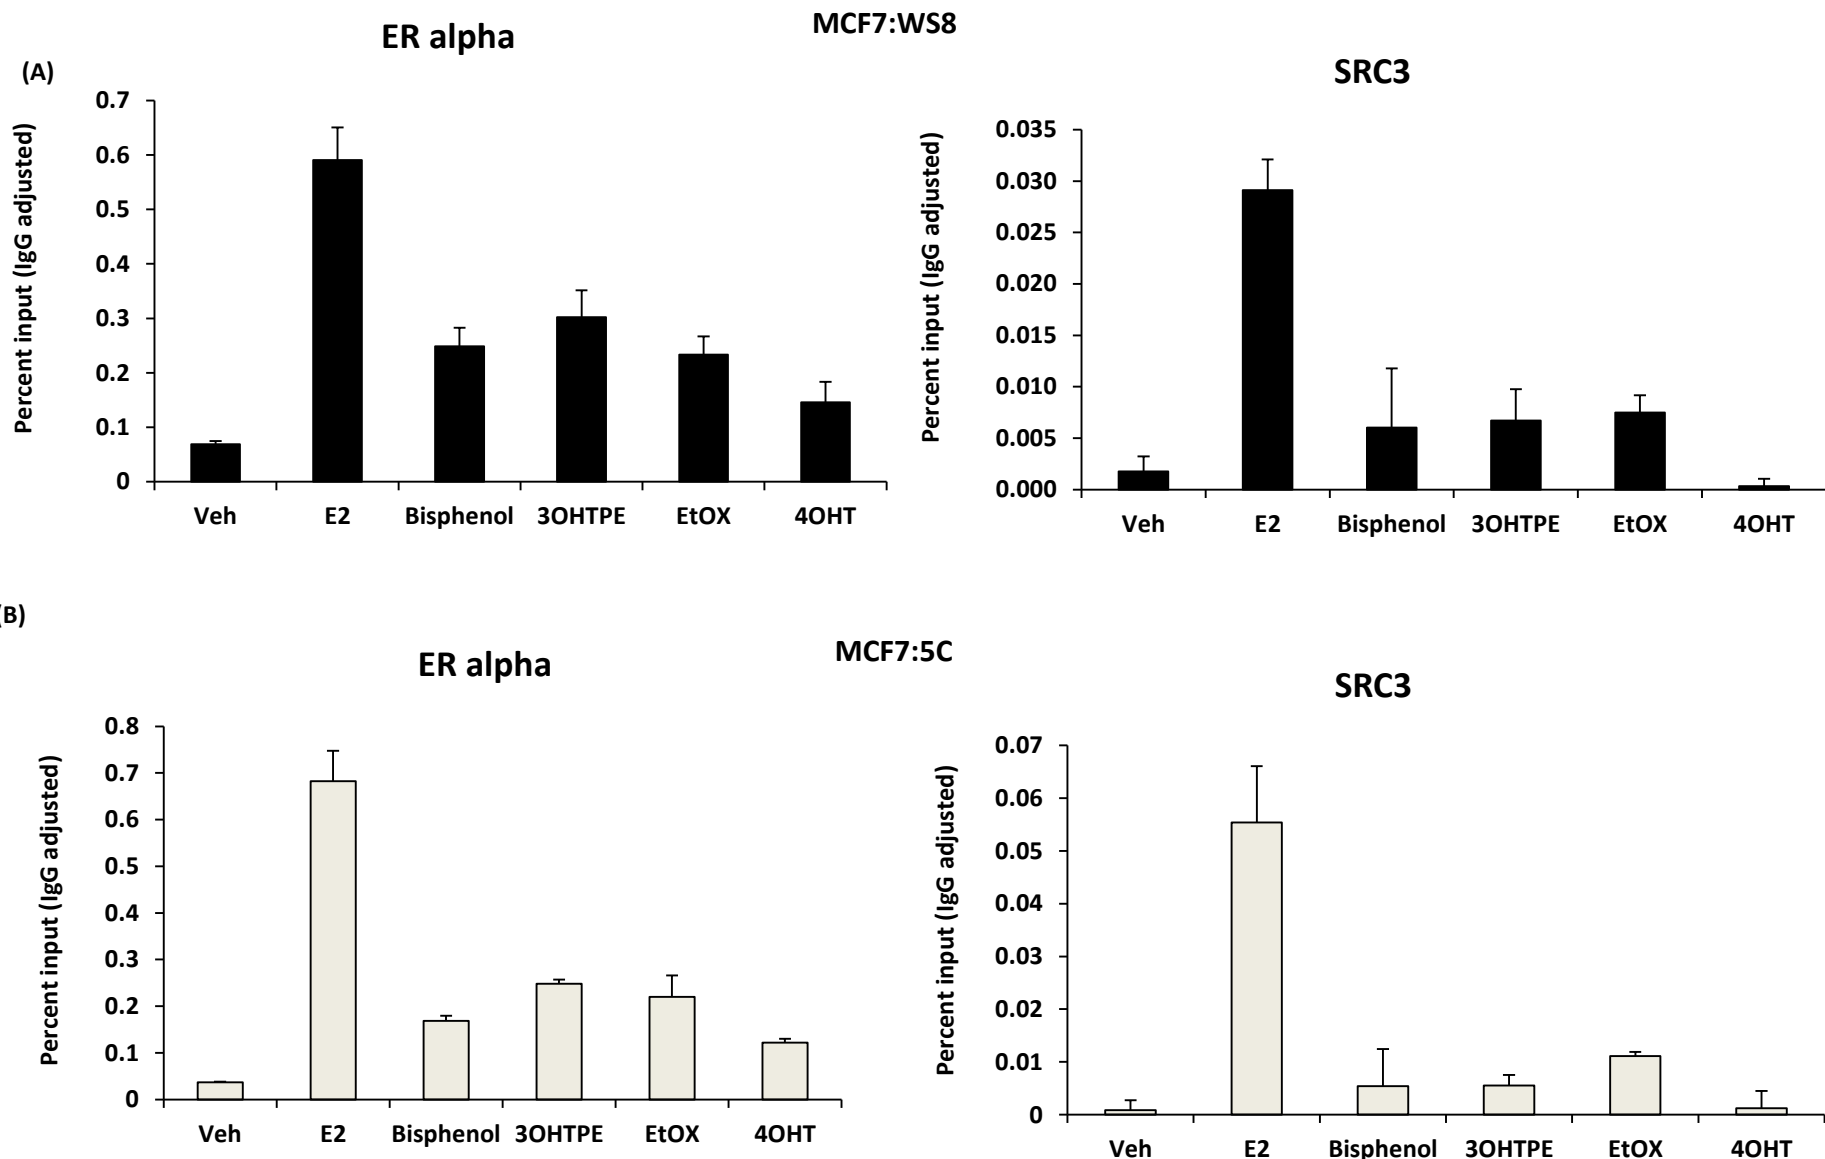 MCF7:WS8
ER alpha
(A)
SRC3
Percent input (IgG adjusted)
0.7
0.6
0.5
0.4
0.3
0.2
0.1
0
Veh E2 Bisphenol 3OHTPE EtOX 4OHT
Percent input (IgG adjusted)
0.035
0.030
0.025
0.020
0.015
0.010
0.005
0.000
Veh E2 Bisphenol 3OHTPE EtOX 4OHT
(B)
MCF7:5C
ER alpha
SRC3
Percent input (IgG adjusted)
0.8
0.7
0.6
0.5
0.4
0.3
0.2
0.1
0
Veh E2 Bisphenol 3OHTPE EtOX 4OHT
Percent input (IgG adjusted)
0.07
0.06
0.05
0.04
0.03
0.02
0.01
0
Veh E2 Bisphenol 3OHTPE EtOX 4OHT